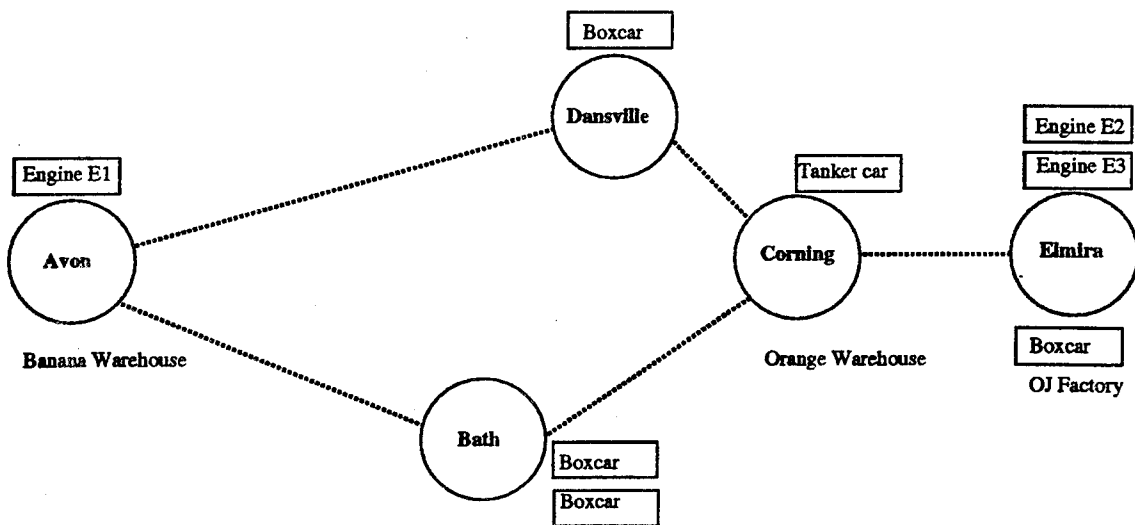 Boxcar
Dansville
Engine E2
Engine E3
Engine E1
Tanker car
Avon
Corning
Elmira
Banana Warehouse
Orange Warehouse
Boxcar
OJ Factory
Bath
Boxcar
Boxcar